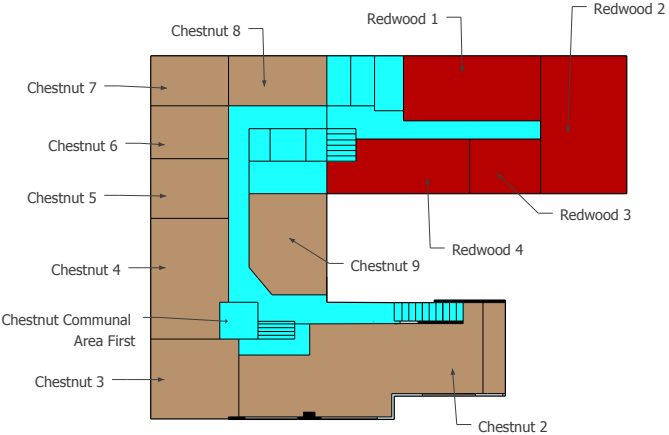 Redwood 2
Redwood 1
Chestnut 8
Chestnut 7
Chestnut 6
Chestnut 5
Redwood 3
Redwood 4
Chestnut 9
Chestnut 4
Chestnut Communal
Area First
Chestnut 3
Chestnut 2